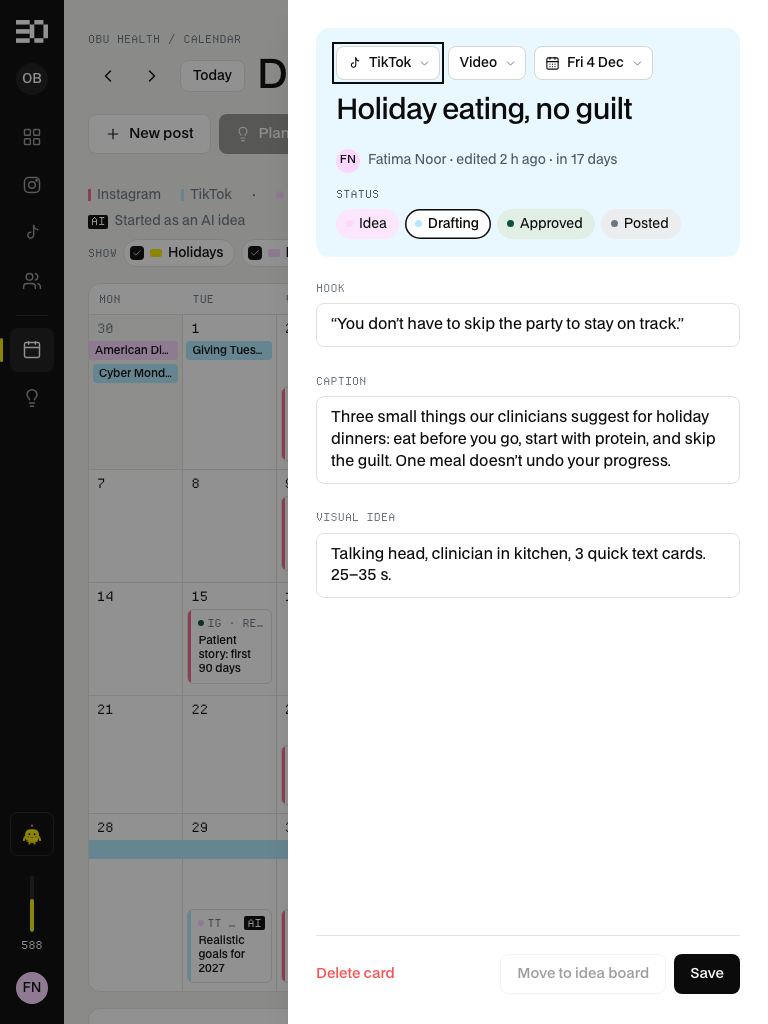 OBU HEALTH / CALENDAR
OB
Today
D
New post
Plan
Instagram
TikTok
·
AI Started as an AI idea
SHOW
Holidays
MON
TUE
30
1
American Di…
Giving Tues…
Cyber Mond…
7
8
14
15
IG · RE…
Patient
story: first
90 days
21
22
28
29
TT …
AI
Realistic
goals for
2027
588
FN
TikTok
Video
Fri 4 Dec
Holiday eating, no guilt
FN
Fatima Noor · edited 2 h ago · in 17 days
STATUS
Idea
Drafting
Approved
Posted
HOOK
“You don’t have to skip the party to stay on track.”
CAPTION
Three small things our clinicians suggest for holiday
dinners: eat before you go, start with protein, and skip
the guilt. One meal doesn’t undo your progress.
VISUAL IDEA
Talking head, clinician in kitchen, 3 quick text cards.
25–35 s.
Delete card
Move to idea board
Save